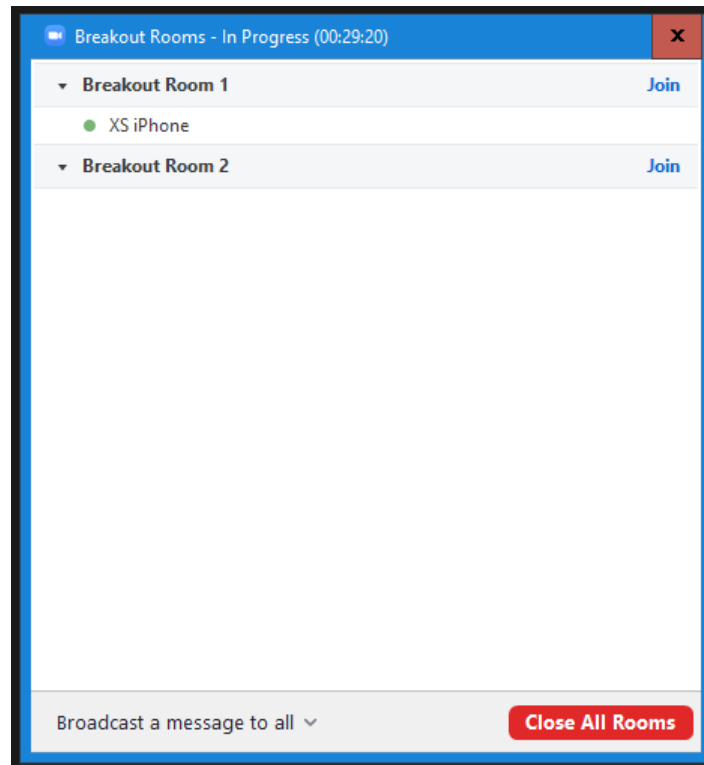 Breakout Rooms - In Progress (00:29:20)
x
Breakout Room 1 Join
XS iPhone
Breakout Room 2 Join
Broadcast a message to all
Close All Rooms